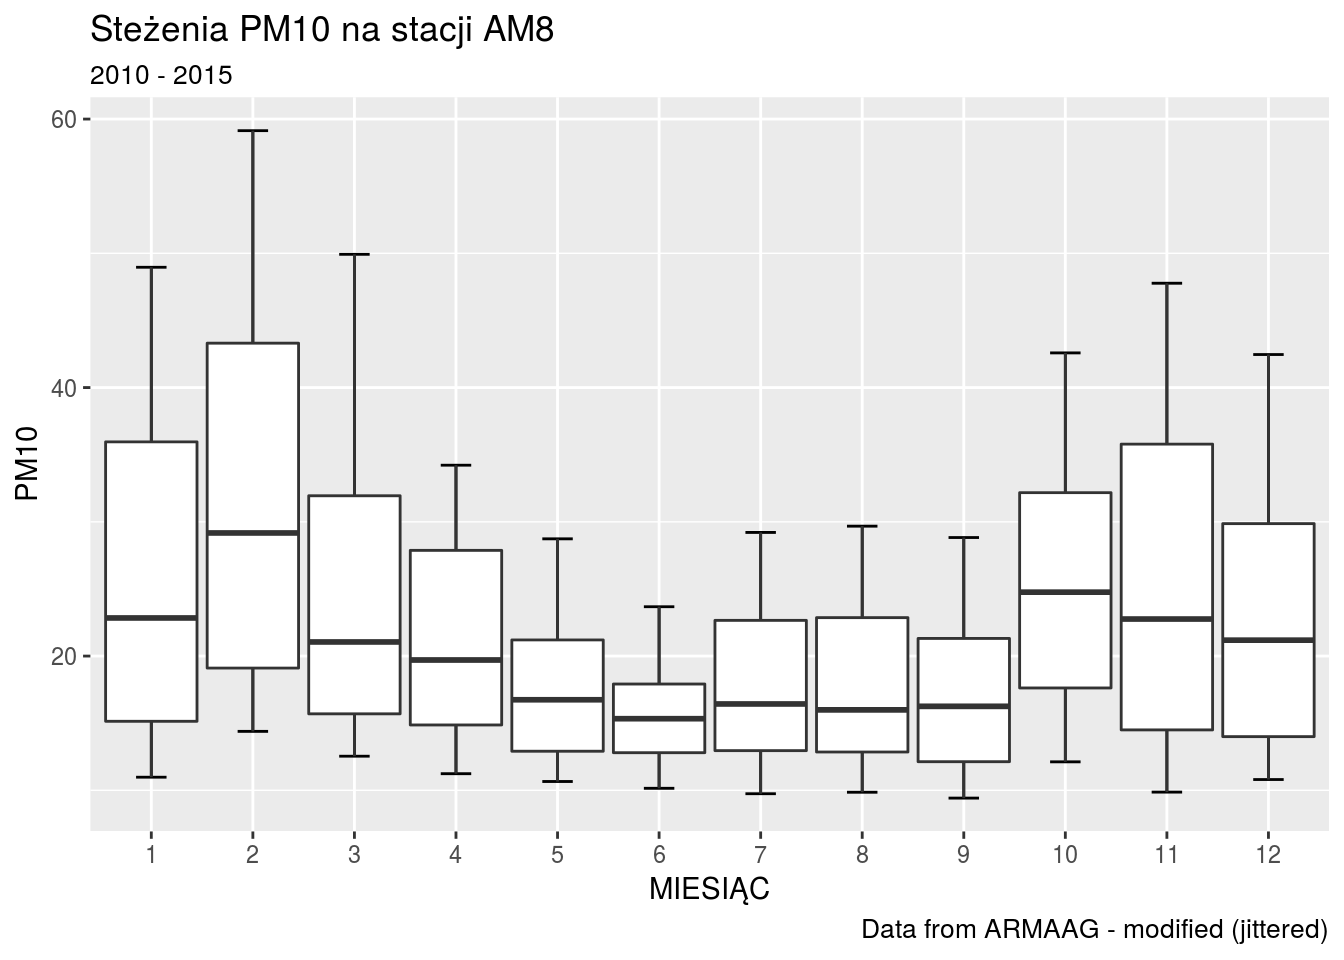 Steżenia PM10 na stacji AM8
2010 - 2015
60
40
20
PM10
1 2 3 4 5 6 7 8 9 10 11 12
MIESIĄC
Data from ARMAAG - modified (jittered)